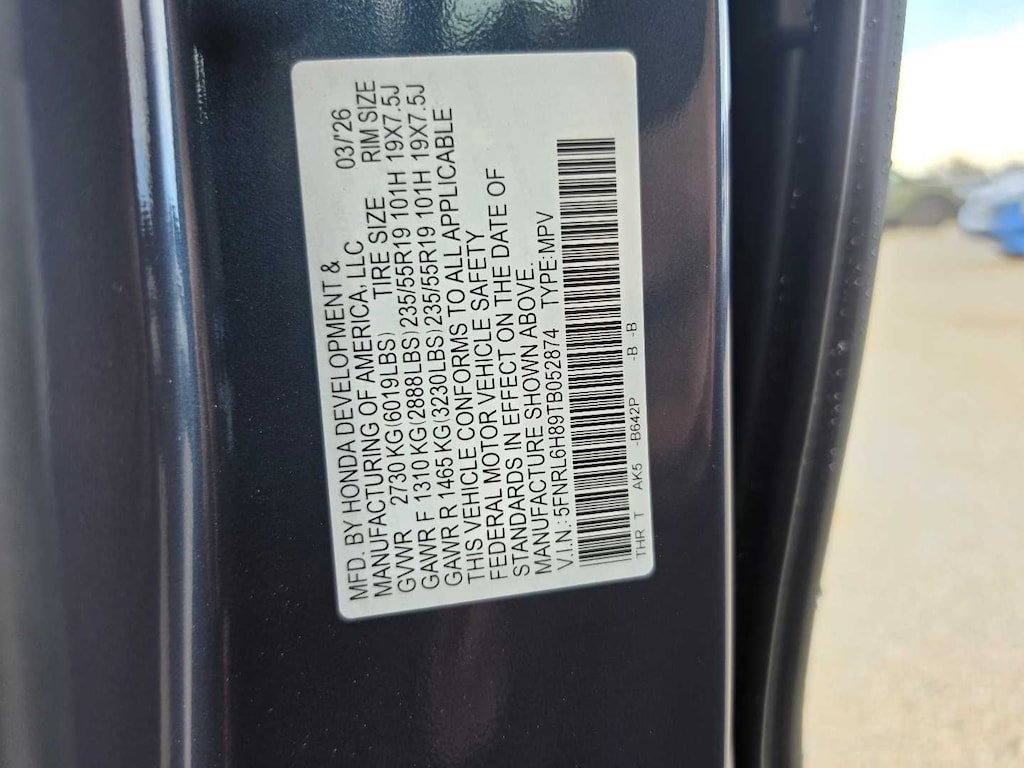 MFD. BY HONDA DEVELOPMENT &
MANUFACTURING OF AMERICA, LLC 03/'26
GVWR 2730 KG(6019LBS) TIRE SIZE RIM SIZE
GAWR F 1310 KG(2888LBS)235/55R19 101H 19X7.5J
GAWR R 1465 KG(3230LBS)235/55R19 101H 19X7.5J
THIS VEHICLE CONFORMS TO ALL APPLICABLE
FEDERAL MOTOR VEHICLE SAFETY
STANDARDS IN EFFECT ON THE DATE OF
MANUFACTURE SHOWN ABOVE.
V.I.N.:5FNRL6H89TB052874 TYPE:MPV
THR T AK5 -B642P -B -B